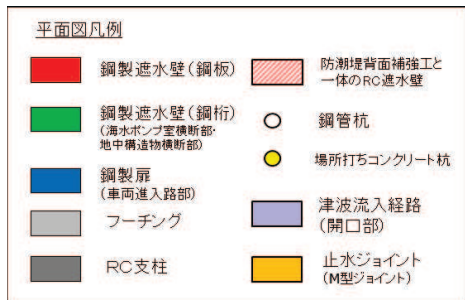 平面図凡例
鋼製遮水壁(鋼板)
鋼製遮水壁(鋼桁)
(海水ポンプ室横断部・
地中構造物横断部)
鋼製扉
(車両進入路部)
フーチング
RC支柱
防潮堤背面補強工と
一体のRC遮水壁
鋼管杭
場所打ちコンクリート杭
津波流入経路
(開口部)
止水ジョイント
(M型ジョイント)